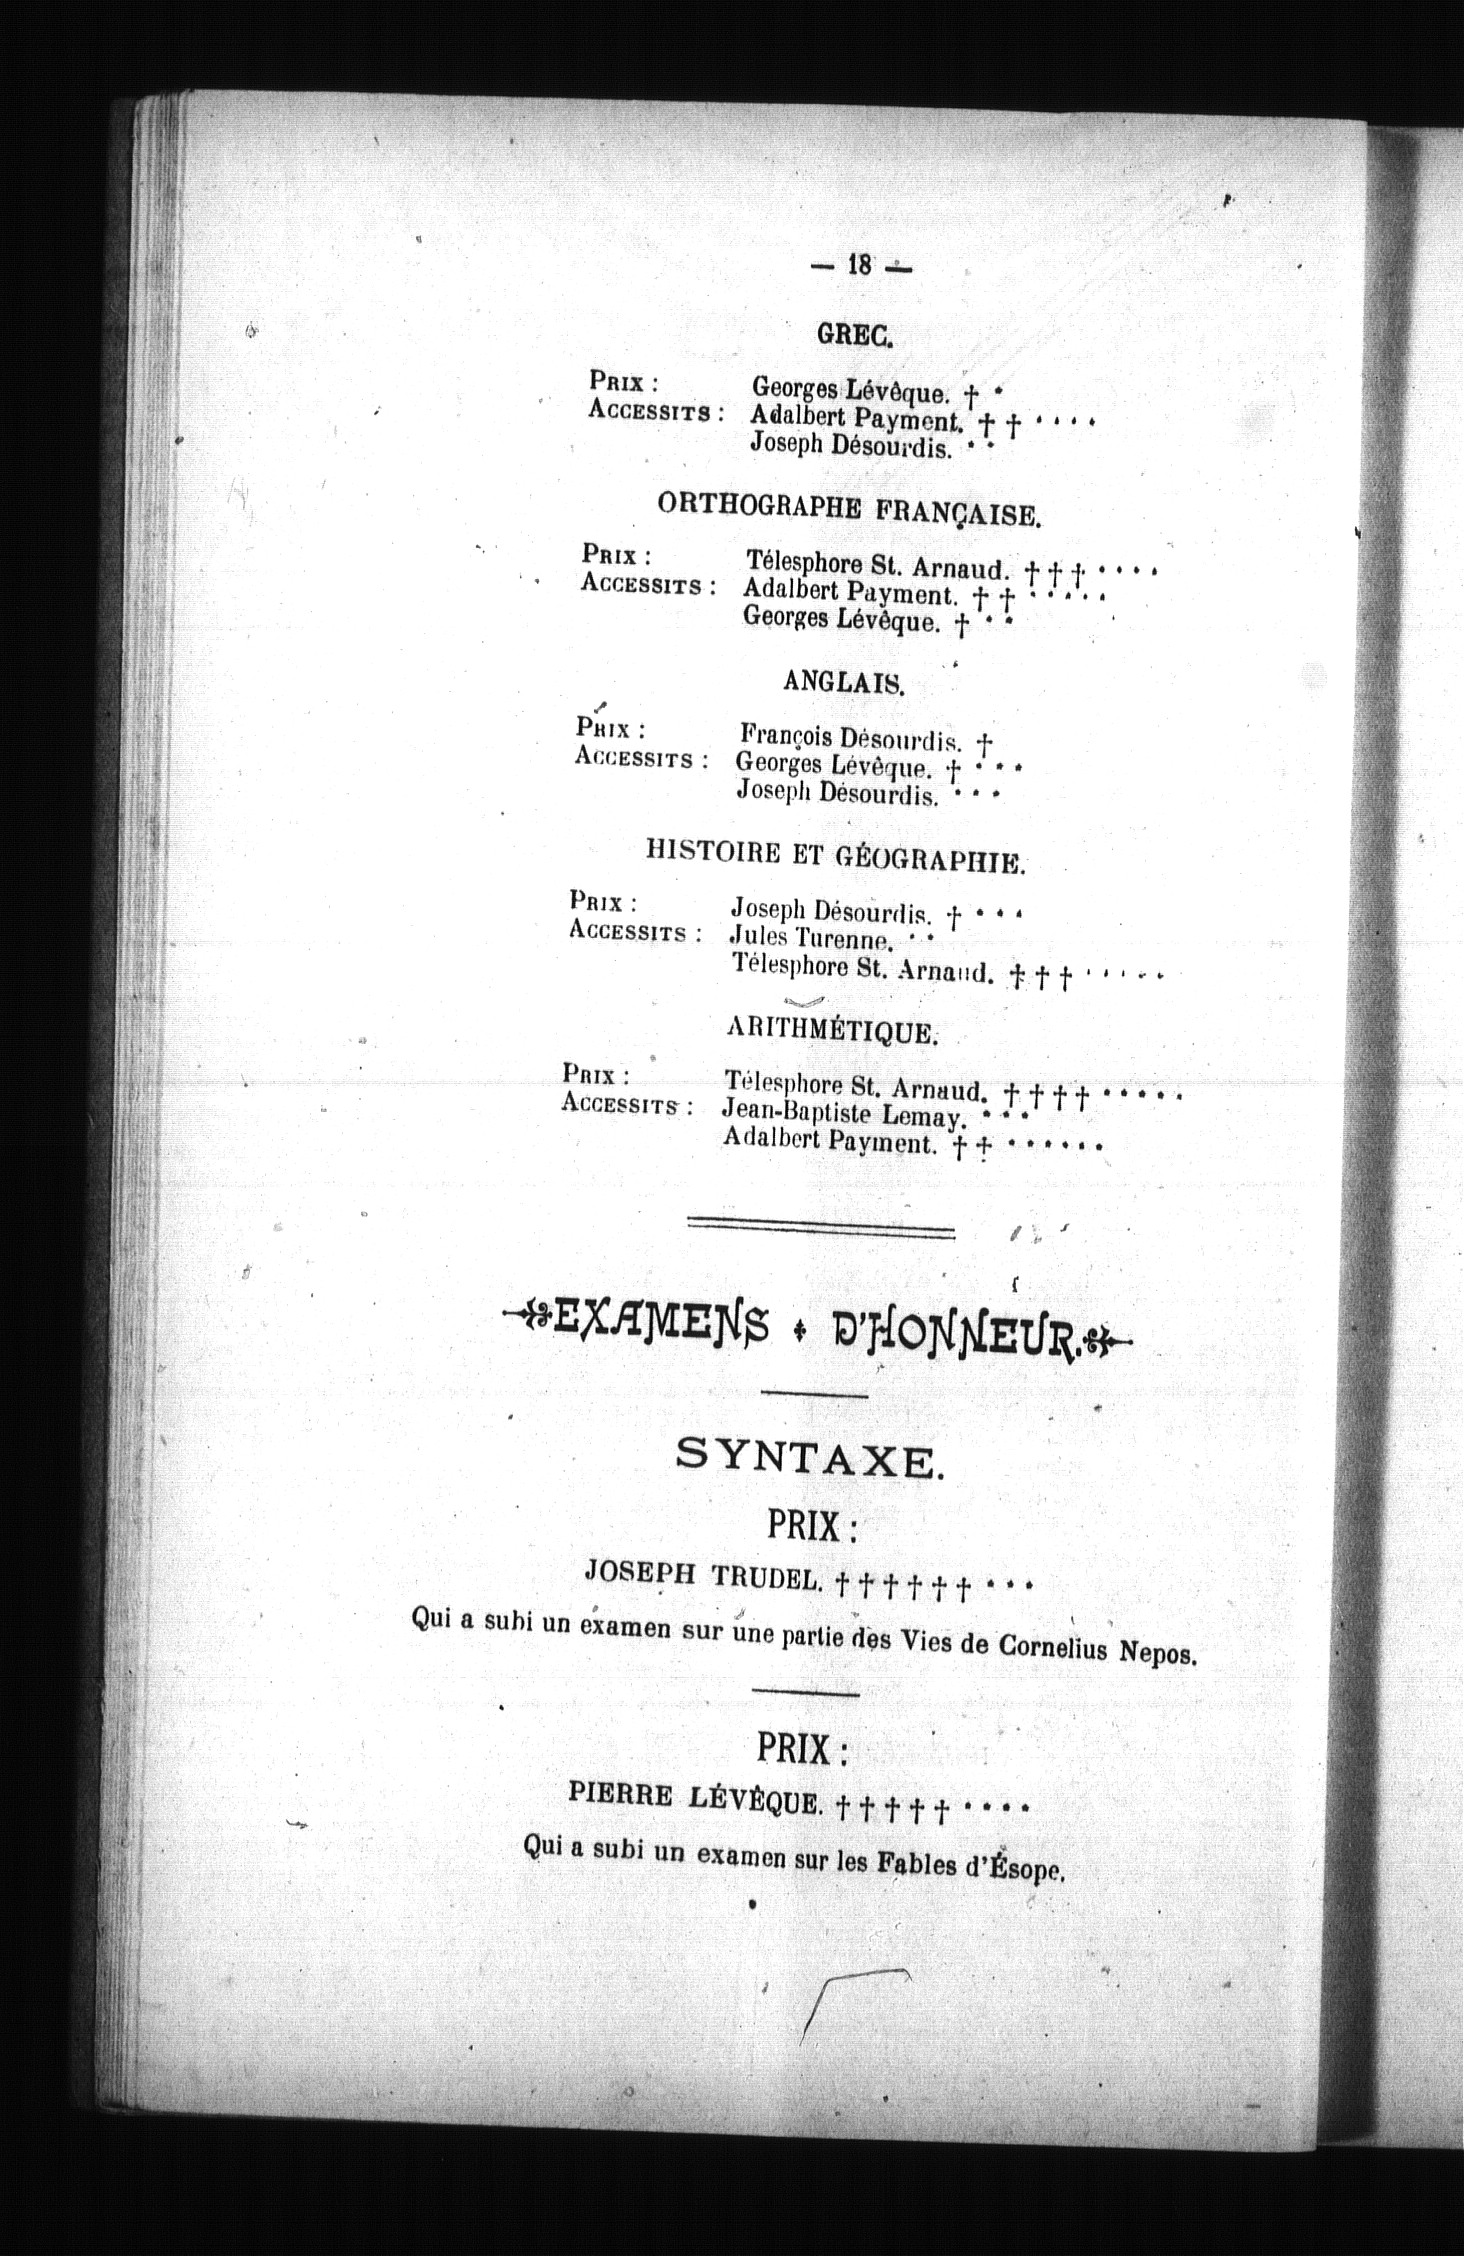 — 18 —
GREC.
PRIX : Georges Lévêque. † *
ACCESSITS : Adalbert Payment. † † * * * *
Joseph Désourdis. * *
ORTHOGRAPHE FRANÇAISE.
PRIX : Télesphore St. Arnaud. † † † * * * *
ACCESSITS : Adalbert Payment. † † * * * * *
Georges Lévêque. † * *
ANGLAIS.
PRIX : François Désourdis. †
ACCESSITS : Georges Lévêque. † * * *
Joseph Désourdis. * * *
HISTOIRE ET GÉOGRAPHIE.
PRIX : Joseph Désourdis. † * * *
ACCESSITS : Jules Turenne. * *
Télesphore St. Arnaud. † † † * * * * *
ARITHMÉTIQUE.
PRIX : Télesphore St. Arnaud. † † † † * * * * *
ACCESSITS : Jean-Baptiste Lemay. * * *
Adalbert Payment. † † * * * * * *
EXAMENS D'HONNEUR.
SYNTAXE.
PRIX :
JOSEPH TRUDEL. † † † † † † * * *
Qui a subi un examen sur une partie des Vies de Cornelius Nepos.
PRIX :
PIERRE LÉVÊQUE. † † † † † * * * *
Qui a subi un examen sur les Fables d'Ésope.